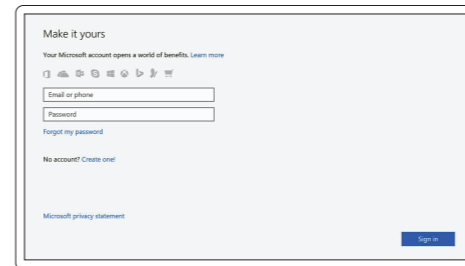 Make it yours
Your Microsoft account opens a world of benefits. Learn more
Email or phone
Password
Forgot my password
No account? Create one!
Microsoft privacy statement
Sign in